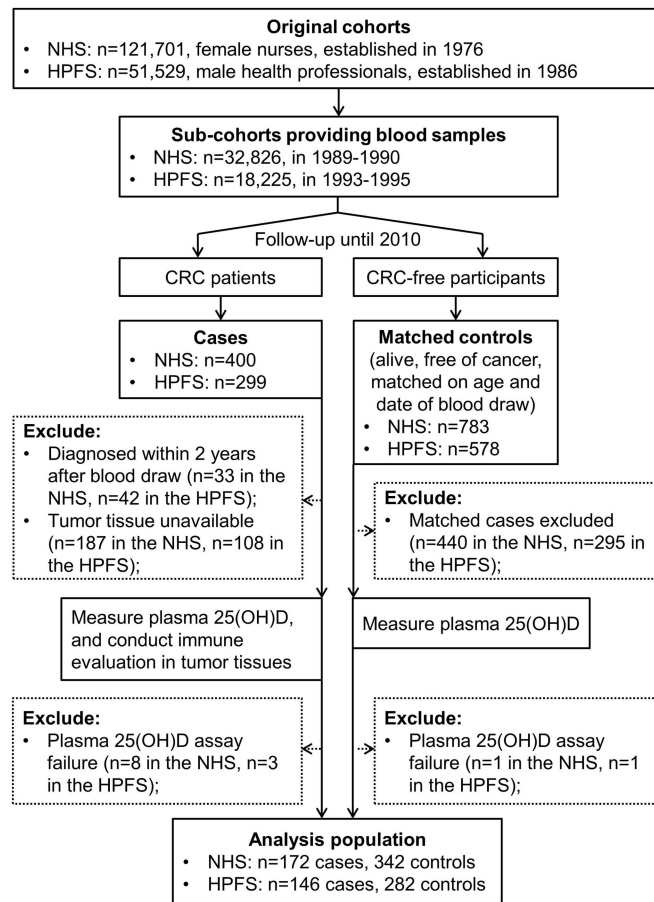 Original cohorts
• NHS: n=121,701, female nurses, established in 1976
• HPFS: n=51,529, male health professionals, established in 1986
Sub-cohorts providing blood samples
• NHS: n=32,826, in 1989-1990
• HPFS: n=18,225, in 1993-1995
Follow-up until 2010
CRC patients
CRC-free participants
Cases
• NHS: n=400
• HPFS: n=299
Matched controls
(alive, free of cancer,
matched on age and
date of blood draw)
• NHS: n=783
• HPFS: n=578
Exclude:
• Diagnosed within 2 years
after blood draw (n=33 in the
NHS, n=42 in the HPFS);
• Tumor tissue unavailable
(n=187 in the NHS, n=108 in
the HPFS);
Exclude:
• Matched cases excluded
(n=440 in the NHS, n=295 in
the HPFS);
Measure plasma 25(OH)D,
and conduct immune
evaluation in tumor tissues
Measure plasma 25(OH)D
Exclude:
• Plasma 25(OH)D assay
failure (n=8 in the NHS, n=3
in the HPFS);
Exclude:
• Plasma 25(OH)D assay
failure (n=1 in the NHS, n=1
in the HPFS);
Analysis population
• NHS: n=172 cases, 342 controls
• HPFS: n=146 cases, 282 controls